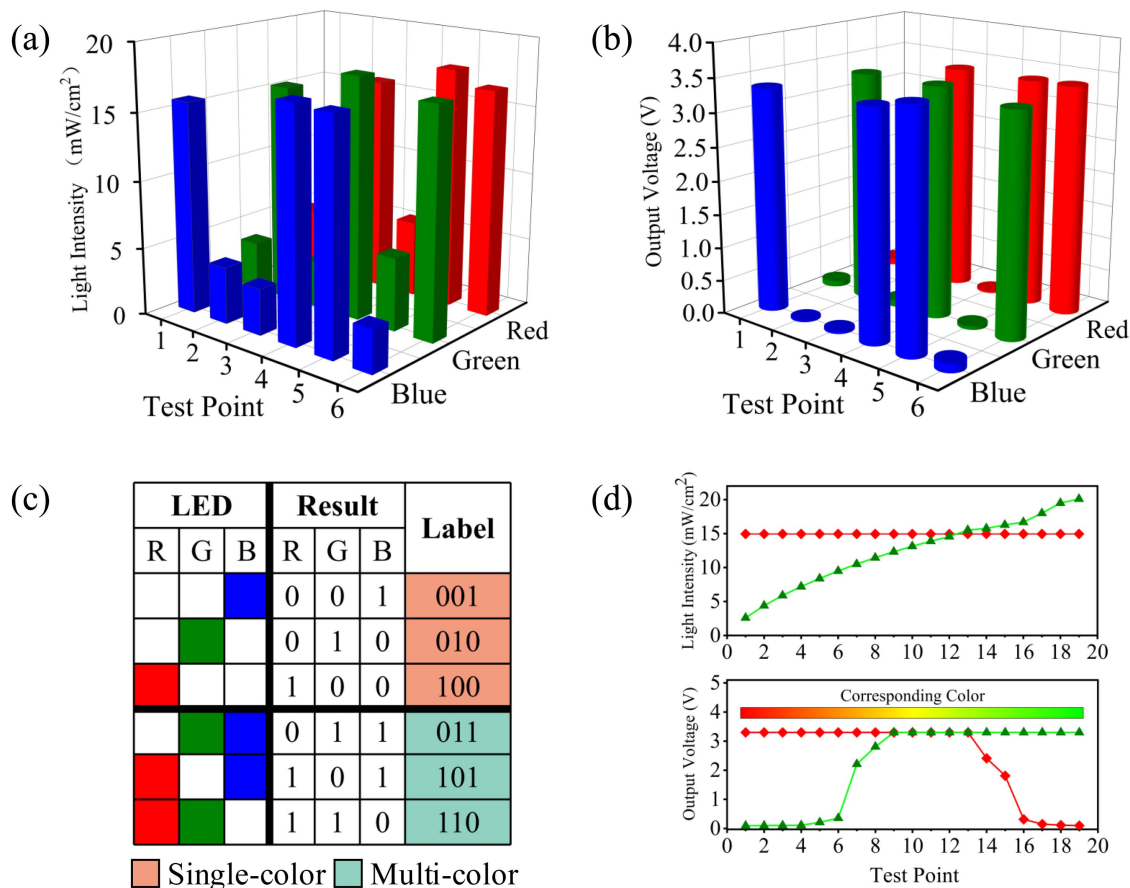 (a)
20
15
10
5
0
Light Intensity (mW/cm²)
1
2
3
4
5
6
Test Point
Blue
Green
Red
(b)
4.0
3.5
3.0
2.5
2.0
1.5
1.0
0.5
0.0
Output Voltage (V)
1
2
3
4
5
6
Test Point
Blue
Green
Red
(c)
LED Result Label
R G B R G B
0 0 1 001
0 1 0 010
1 0 0 100
0 1 1 011
1 0 1 101
1 1 0 110
Single-color Multi-color
(d)
Light Intensity (mW/cm²)
20
15
10
5
0
0 2 4 6 8 10 12 14 16 18 20
Output Voltage (V)
5
4
3
2
1
0
Corresponding Color
0 2 4 6 8 10 12 14 16 18 20
Test Point